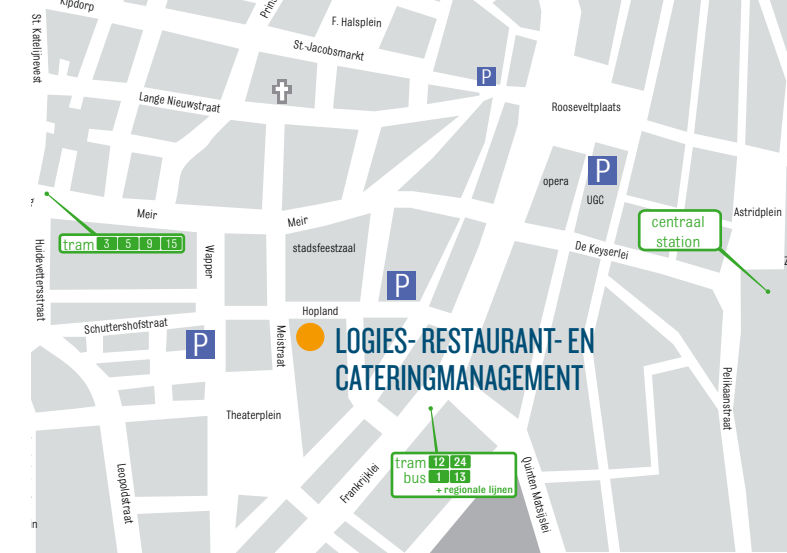 Kipdorp
St. Katelijnevest
F. Halsplein
St.-Jacobsmarkt
P
Lange Nieuwstraat
Rooseveltplaats
P
opera
UGC
Meir
Meir
Astridplein
centraal
station
tram 3 5 9 15
De Keyserlei
Huidevettersstraat
Wapper
stadsfeestzaal
P
Hopland
Schuttershofstraat
P
Meistraat
LOGIES- RESTAURANT- EN
CATERINGMANAGEMENT
Pelikaanstraat
Theaterplein
tram 12 24
bus 1 13
+ regionale lijnen
Frankrijklei
Quinten Matsijslei
Leopoldstraat